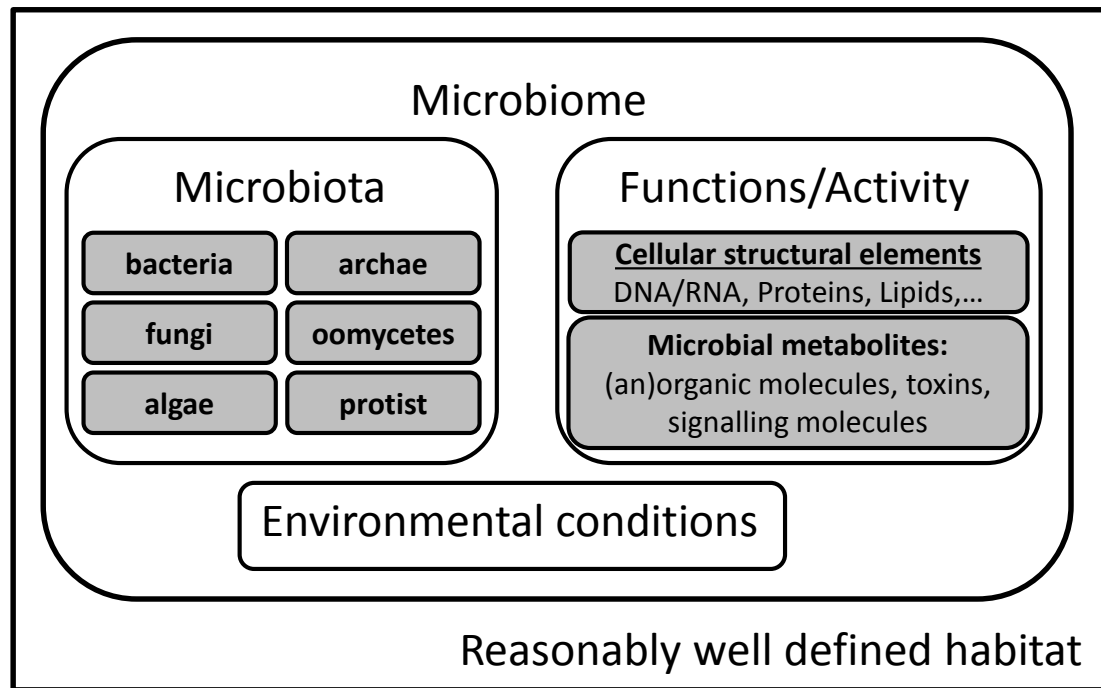 Microbiome
Microbiota
bacteria
archae
fungi
oomycetes
algae
protist
Functions/Activity
Cellular structural elements
DNA/RNA, Proteins, Lipids,...
Microbial metabolites:
(an)organic molecules, toxins,
signalling molecules
Environmental conditions
Reasonably well defined habitat